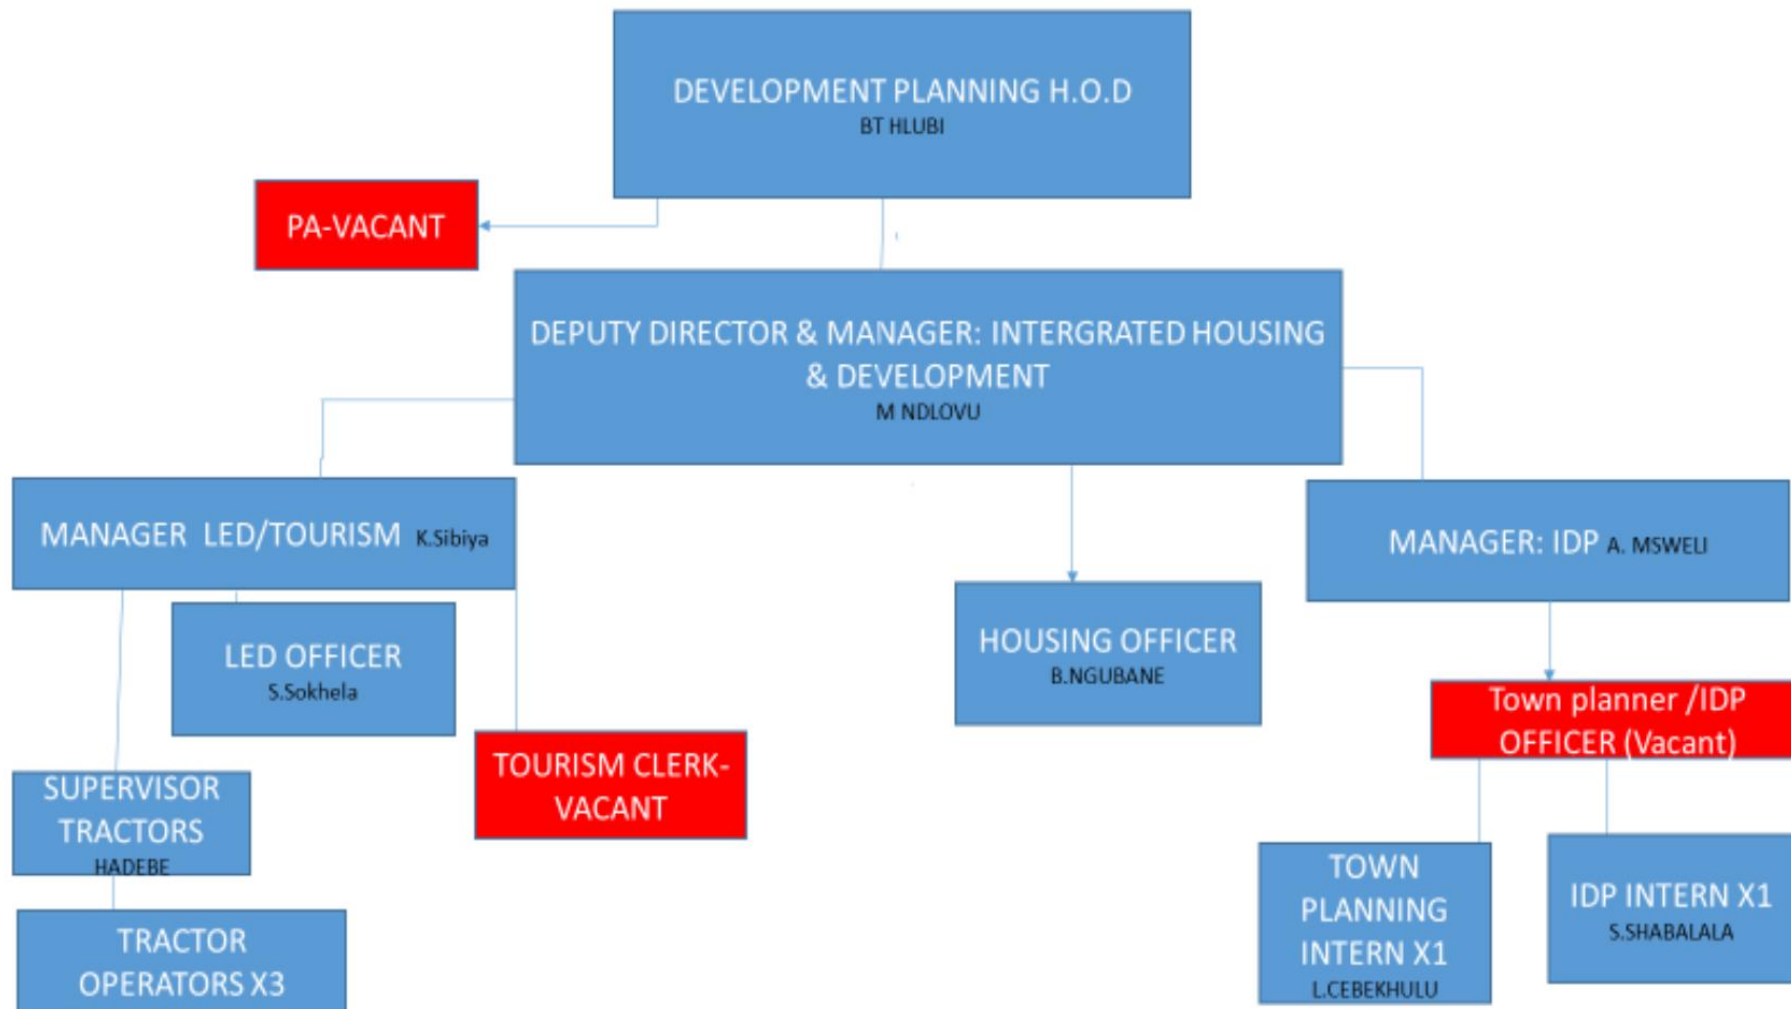 DEVELOPMENT PLANNING H.O.D
BT HLUBI
PA-VACANT
DEPUTY DIRECTOR & MANAGER: INTERGRATED HOUSING
& DEVELOPMENT
M NDLOVU
MANAGER LED/TOURISM K.Sibiya
MANAGER: IDP A. MSWELI
LED OFFICER
S.Sokhela
HOUSING OFFICER
B.NGUBANE
Town planner /IDP
OFFICER (Vacant)
TOURISM CLERK-
VACANT
SUPERVISOR
TRACTORS
HADEBE
TOWN
PLANNING
INTERN X1
L.CEBEKHULU
IDP INTERN X1
S.SHABALALA
TRACTOR
OPERATORS X3